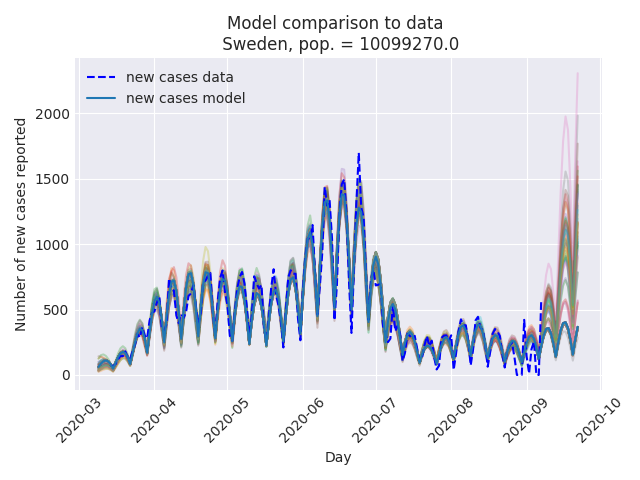 Model comparison to data
Sweden, pop. = 10099270.0
new cases data
new cases model
Number of new cases reported
2000
1500
1000
500
0
2020-03
2020-04
2020-05
2020-06
2020-07
2020-08
2020-09
2020-10
Day